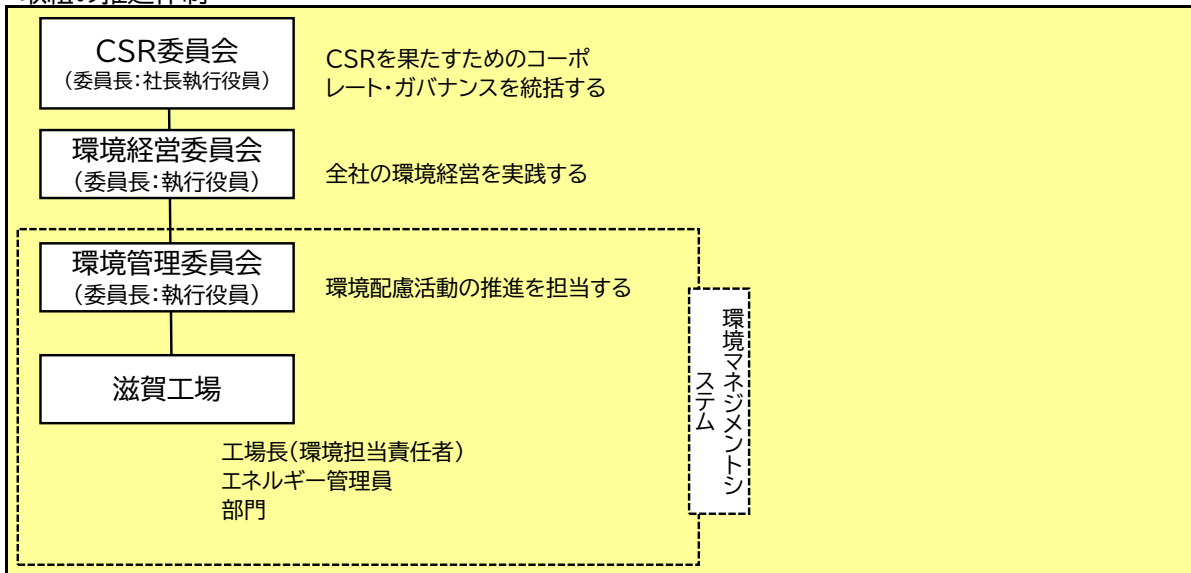 CSR委員会
(委員長:社長執行役員)
CSRを果たすためのコーポ
レート・ガバナンスを統括する
環境経営委員会
(委員長:執行役員)
全社の環境経営を実践する
環境管理委員会
(委員長:執行役員)
環境配慮活動の推進を担当する
環境マネジメントシ
ステム
滋賀工場
工場長(環境担当責任者)
エネルギー管理員
部門